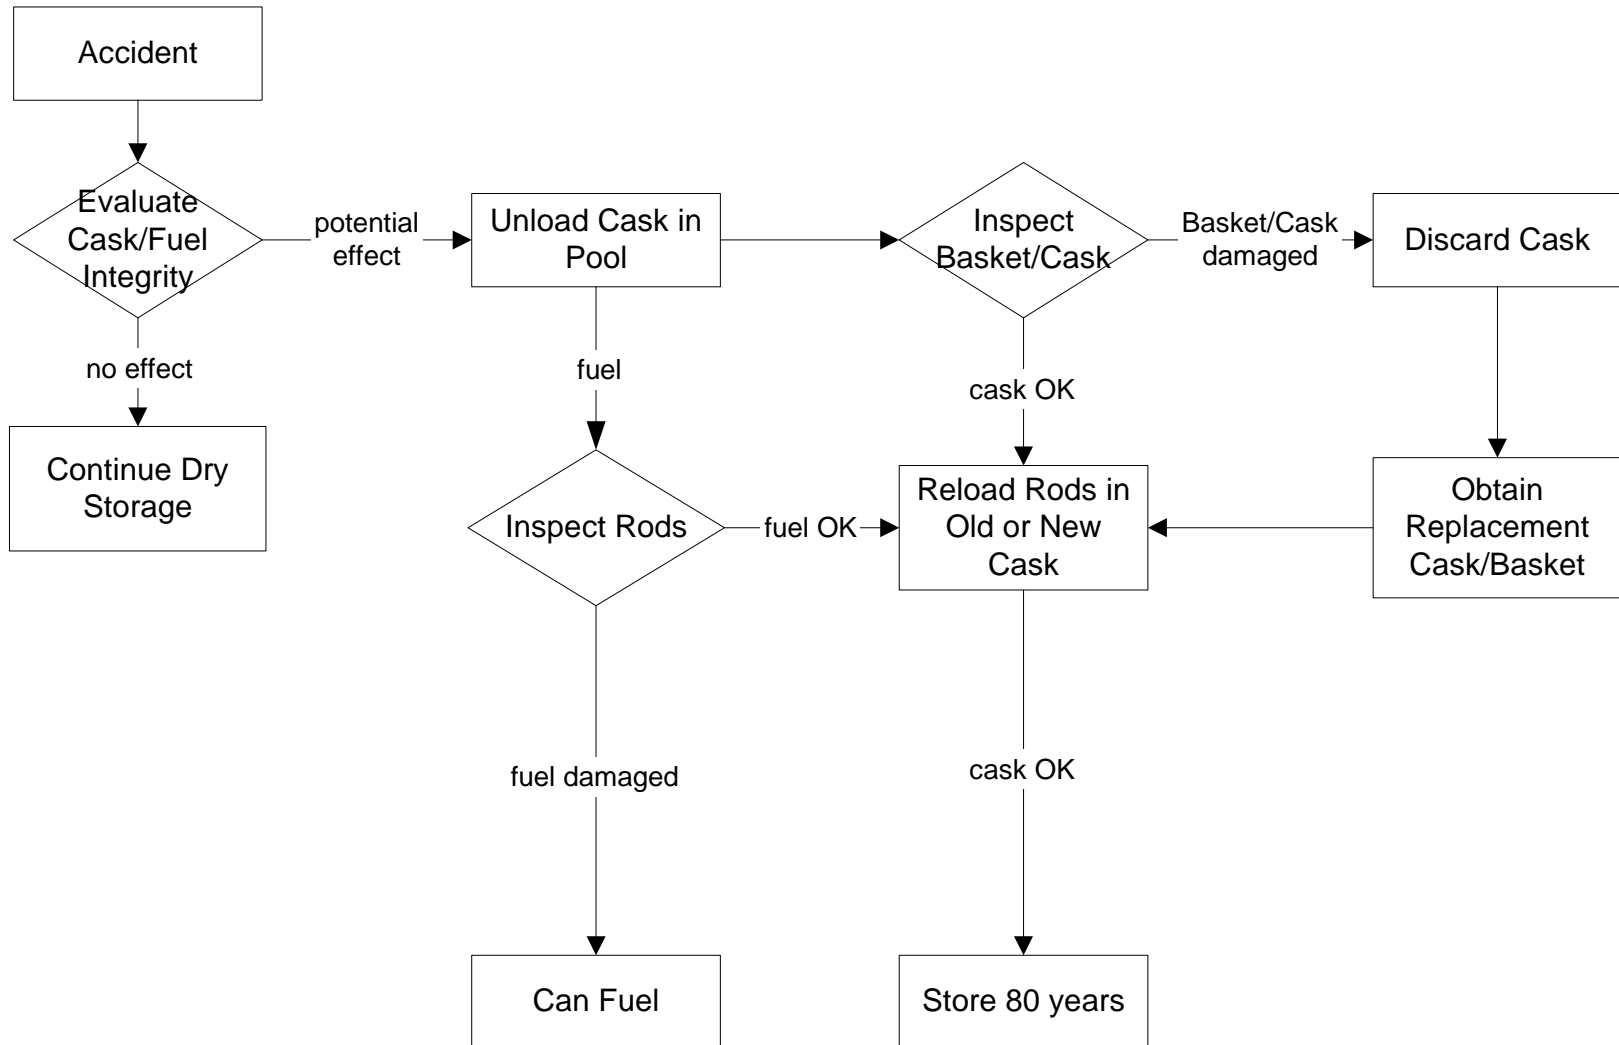 Accident
Evaluate
Cask/Fuel
Integrity
potential
effect
Unload Cask in
Pool
Inspect
Basket/Cask
Basket/Cask
damaged
Discard Cask
no effect
fuel
cask OK
Continue Dry
Storage
Inspect Rods
fuel OK
Reload Rods in
Old or New
Cask
Obtain
Replacement
Cask/Basket
fuel damaged
cask OK
Can Fuel
Store 80 years